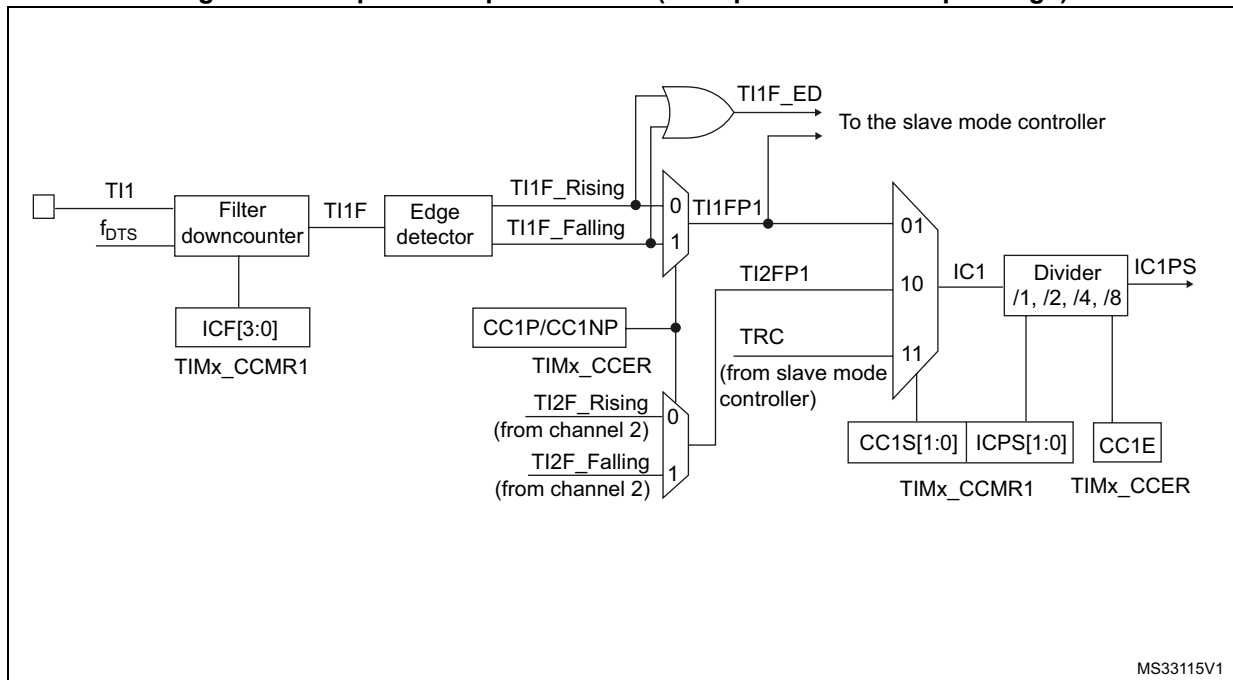 TI1F_ED
To the slave mode controller
TI1
f_DTS
Filter
downcounter
TI1F
Edge
detector
TI1F_Rising
TI1F_Falling
0
1
TI1FP1
01
TI2FP1
10
IC1
Divider
/1, /2, /4, /8
IC1PS
ICF[3:0]
TIMx_CCMR1
CC1P/CC1NP
TIMx_CCER
TRC
11
(from slave mode
controller)
TI2F_Rising
(from channel 2)
0
TI2F_Falling
(from channel 2)
1
CC1S[1:0]
ICPS[1:0]
CC1E
TIMx_CCMR1
TIMx_CCER
MS33115V1